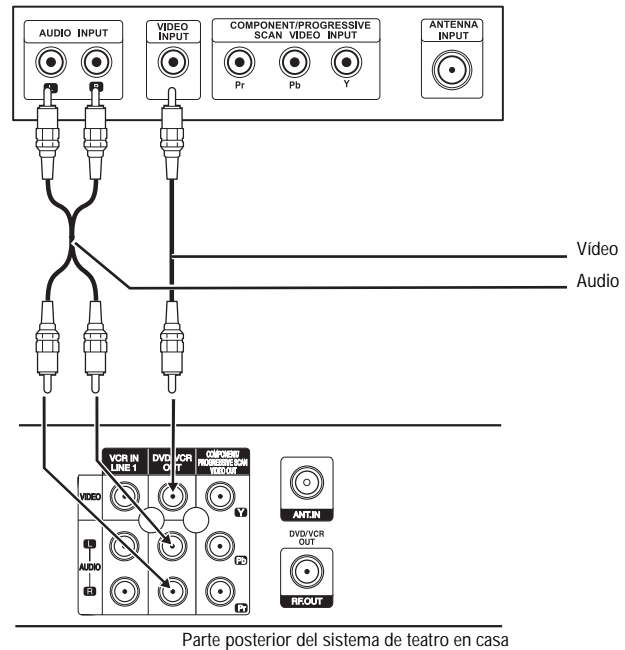 AUDIO INPUT
L
R
VIDEO
INPUT
COMPONENT/PROGRESSIVE
SCAN VIDEO INPUT
Pr
Pb
Y
ANTENNA
INPUT
Vídeo
Audio
VCR IN
LINE 1
DVD/VCR
OUT
COMPONENT/
PROGRESSIVE SCAN
VIDEO OUT
VIDEO
Y
L
AUDIO
R
Pb
Pr
ANT.IN
DVD/VCR
OUT
RF.OUT
Parte posterior del sistema de teatro en casa